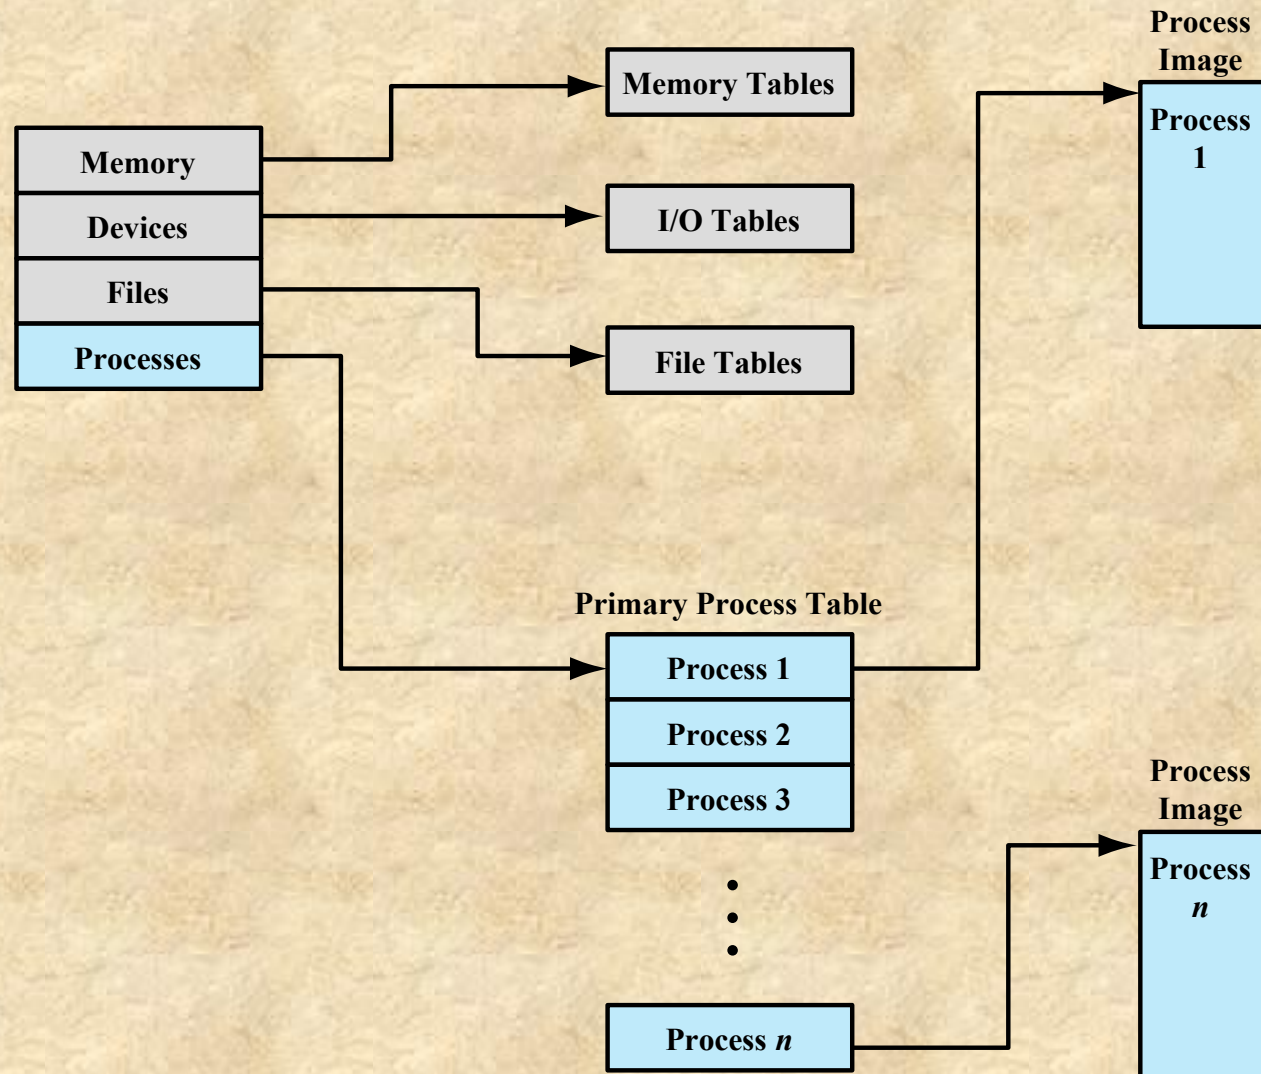 Memory
Devices
Files
Processes
Memory Tables
I/O Tables
File Tables
Primary Process Table
Process 1
Process 2
Process 3
Process n
Process
Image
Process
1
Process
Image
Process
n